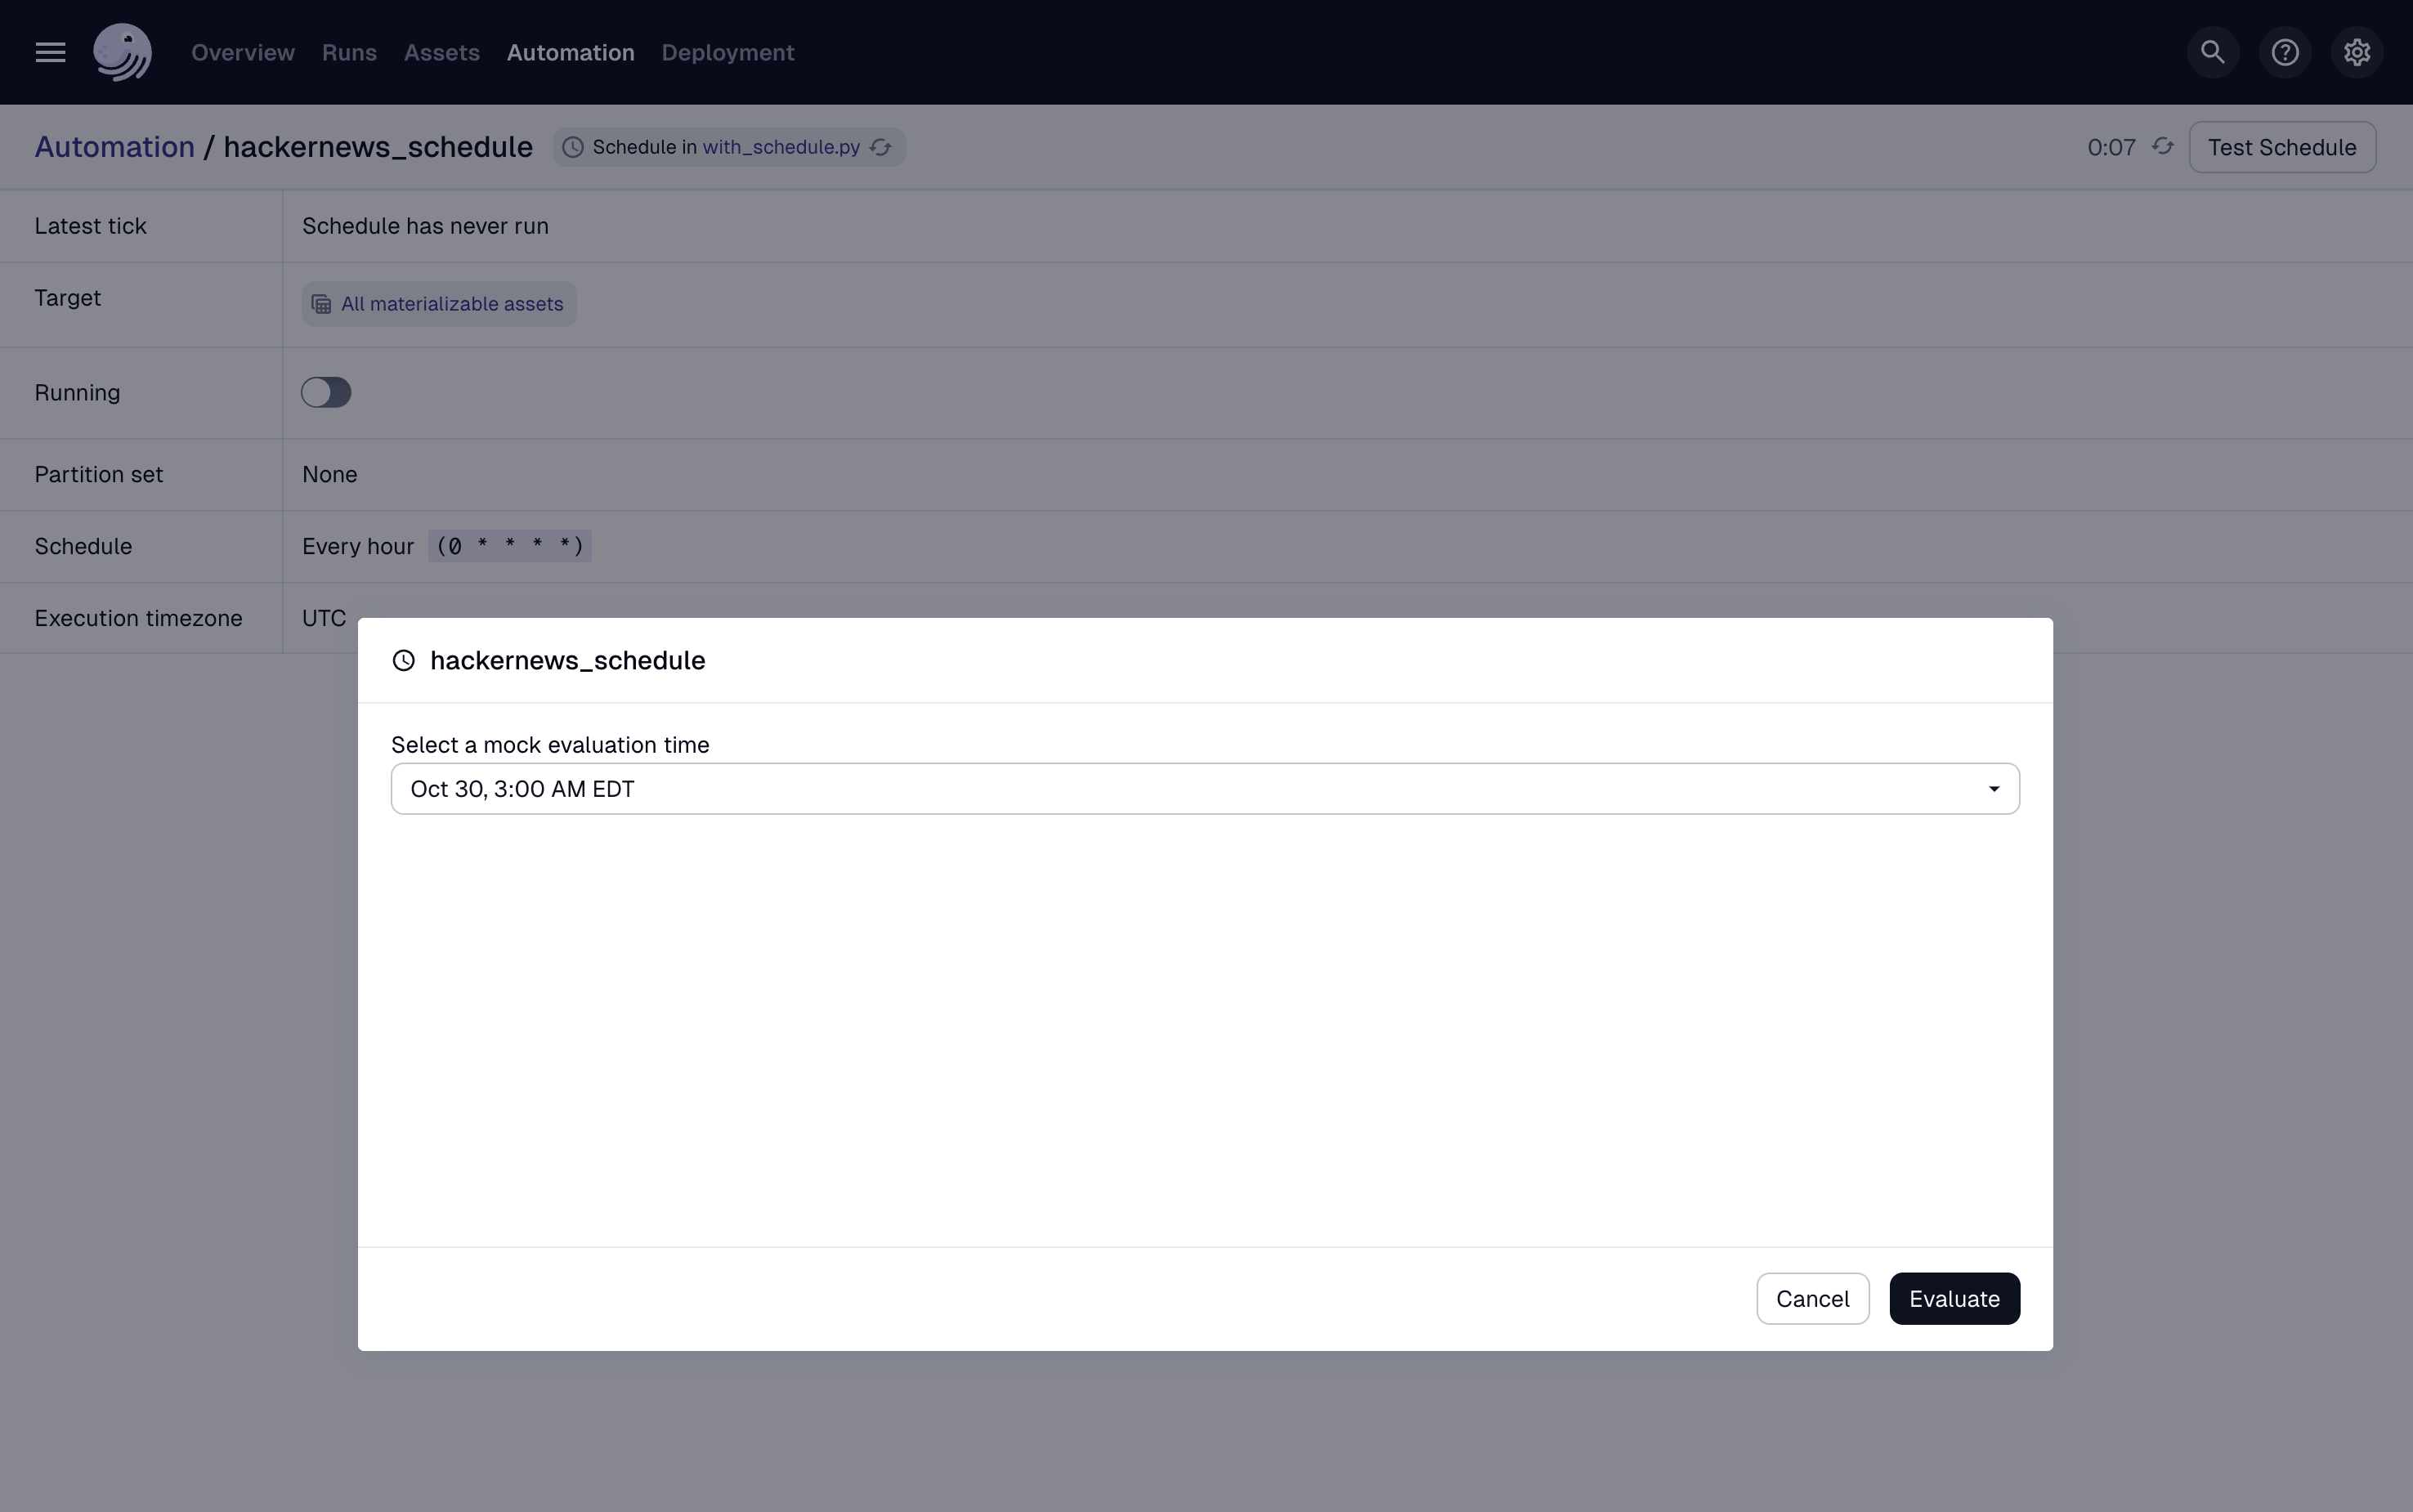 Overview Runs Assets Automation Deployment
Automation / hackernews_schedule Schedule in with_schedule.py 0:07 Test Schedule
Latest tick Schedule has never run
Target All materializable assets
Running
Partition set None
Schedule Every hour (0 * * * *)
Execution timezone UTC
hackernews_schedule
Select a mock evaluation time
Oct 30, 3:00 AM EDT
Cancel Evaluate